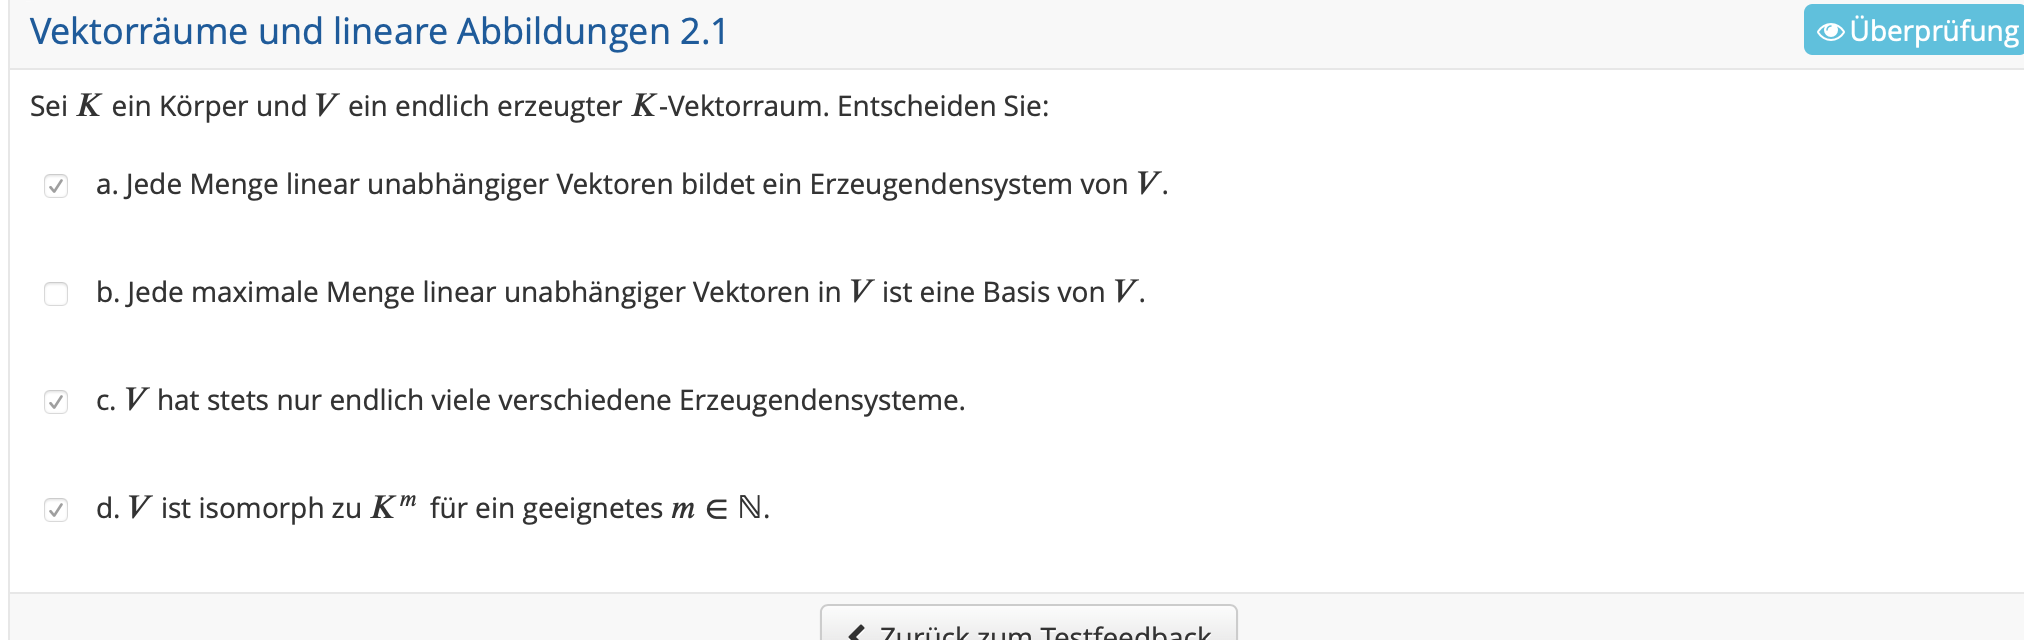 Vektorräume und lineare Abbildungen 2.1
Überprüfung
Sei K ein Körper und V ein endlich erzeugter K-Vektorraum. Entscheiden Sie:
a. Jede Menge linear unabhängiger Vektoren bildet ein Erzeugendensystem von V.
b. Jede maximale Menge linear unabhängiger Vektoren in V ist eine Basis von V.
c. V hat stets nur endlich viele verschiedene Erzeugendensysteme.
d. V ist isomorph zu K^m für ein geeignetes m ∈ ℕ.
Zurück zum Testfeedback